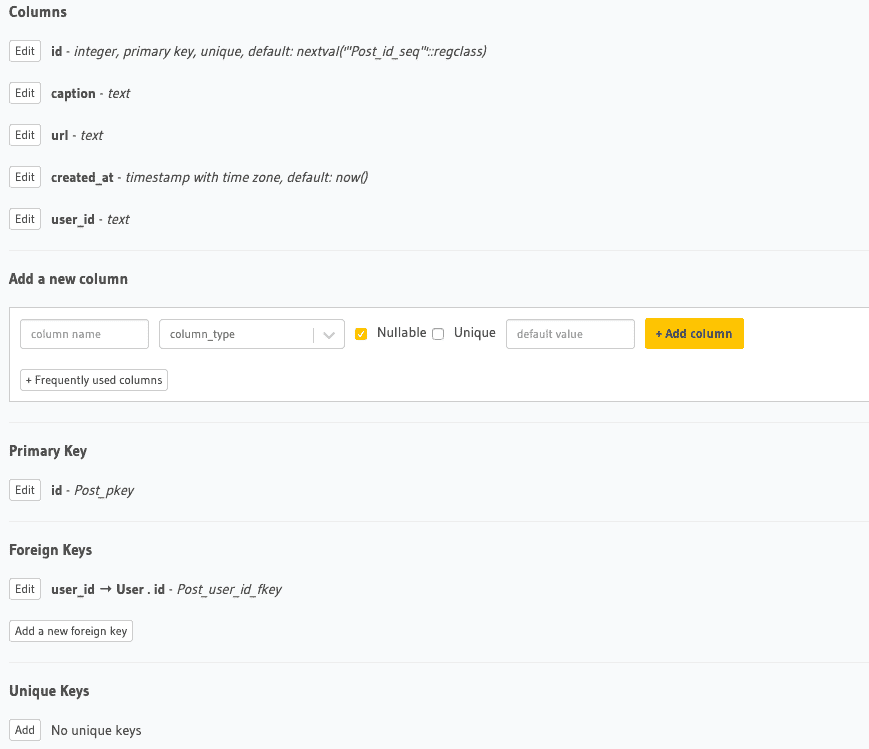 Columns
Edit id - integer, primary key, unique, default: nextval('"Post_id_seq"'::regclass)
Edit caption - text
Edit url - text
Edit created_at - timestamp with time zone, default: now()
Edit user_id - text
Add a new column
column name column_type Nullable Unique default value + Add column
+ Frequently used columns
Primary Key
Edit id - Post_pkey
Foreign Keys
Edit user_id → User . id - Post_user_id_fkey
Add a new foreign key
Unique Keys
Add No unique keys